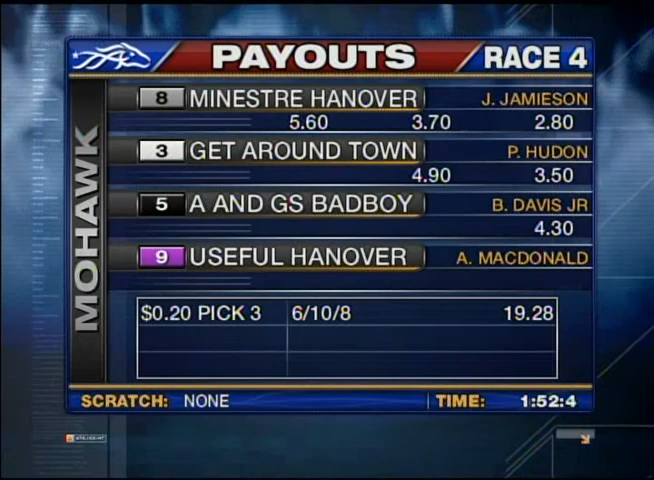 PAYOUTS
RACE 4
MOHAWK
8 MINESTRE HANOVER J. JAMIESON
5.60 3.70 2.80
3 GET AROUND TOWN P. HUDON
4.90 3.50
5 A AND GS BADBOY B. DAVIS JR
4.30
9 USEFUL HANOVER A. MACDONALD
$0.20 PICK 3 6/10/8 19.28
SCRATCH: NONE TIME: 1:52:4